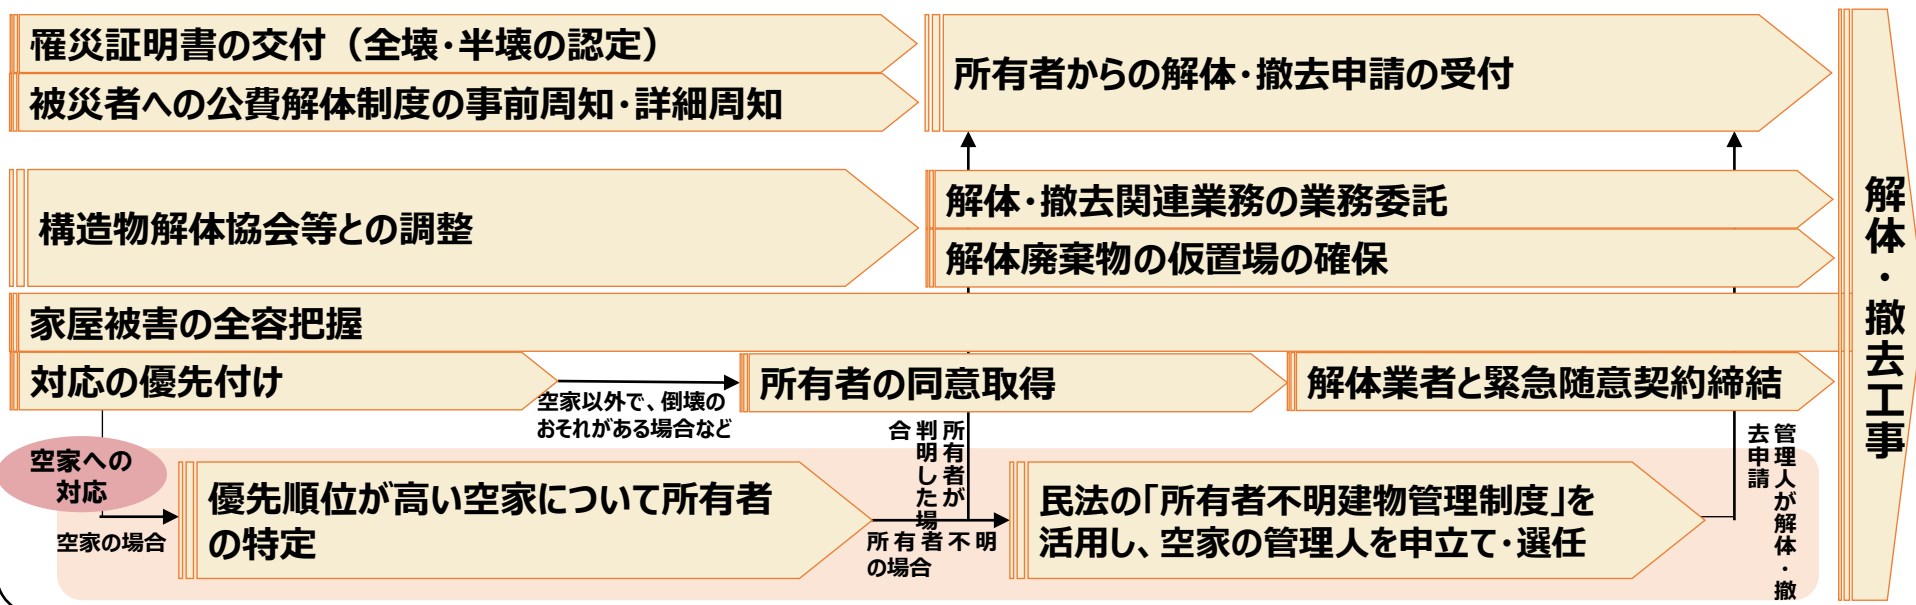 罹災証明書の交付（全壊・半壊の認定）
被災者への公費解体制度の事前周知・詳細周知
所有者からの解体・撤去申請の受付
構造物解体協会等との調整
解体・撤去関連業務の業務委託
解体廃棄物の仮置場の確保
家屋被害の全容把握
対応の優先付け
空家以外で、倒壊の
おそれがある場合など
所有者の同意取得
解体業者と緊急随意契約締結
解体・撤去工事
空家への
対応
空家の場合
優先順位が高い空家について所有者
の特定
所有者が
判明した場
合
所有者不明
の場合
民法の「所有者不明建物管理制度」を
活用し、空家の管理人を申立て・選任
管理人が解体・撤
去申請